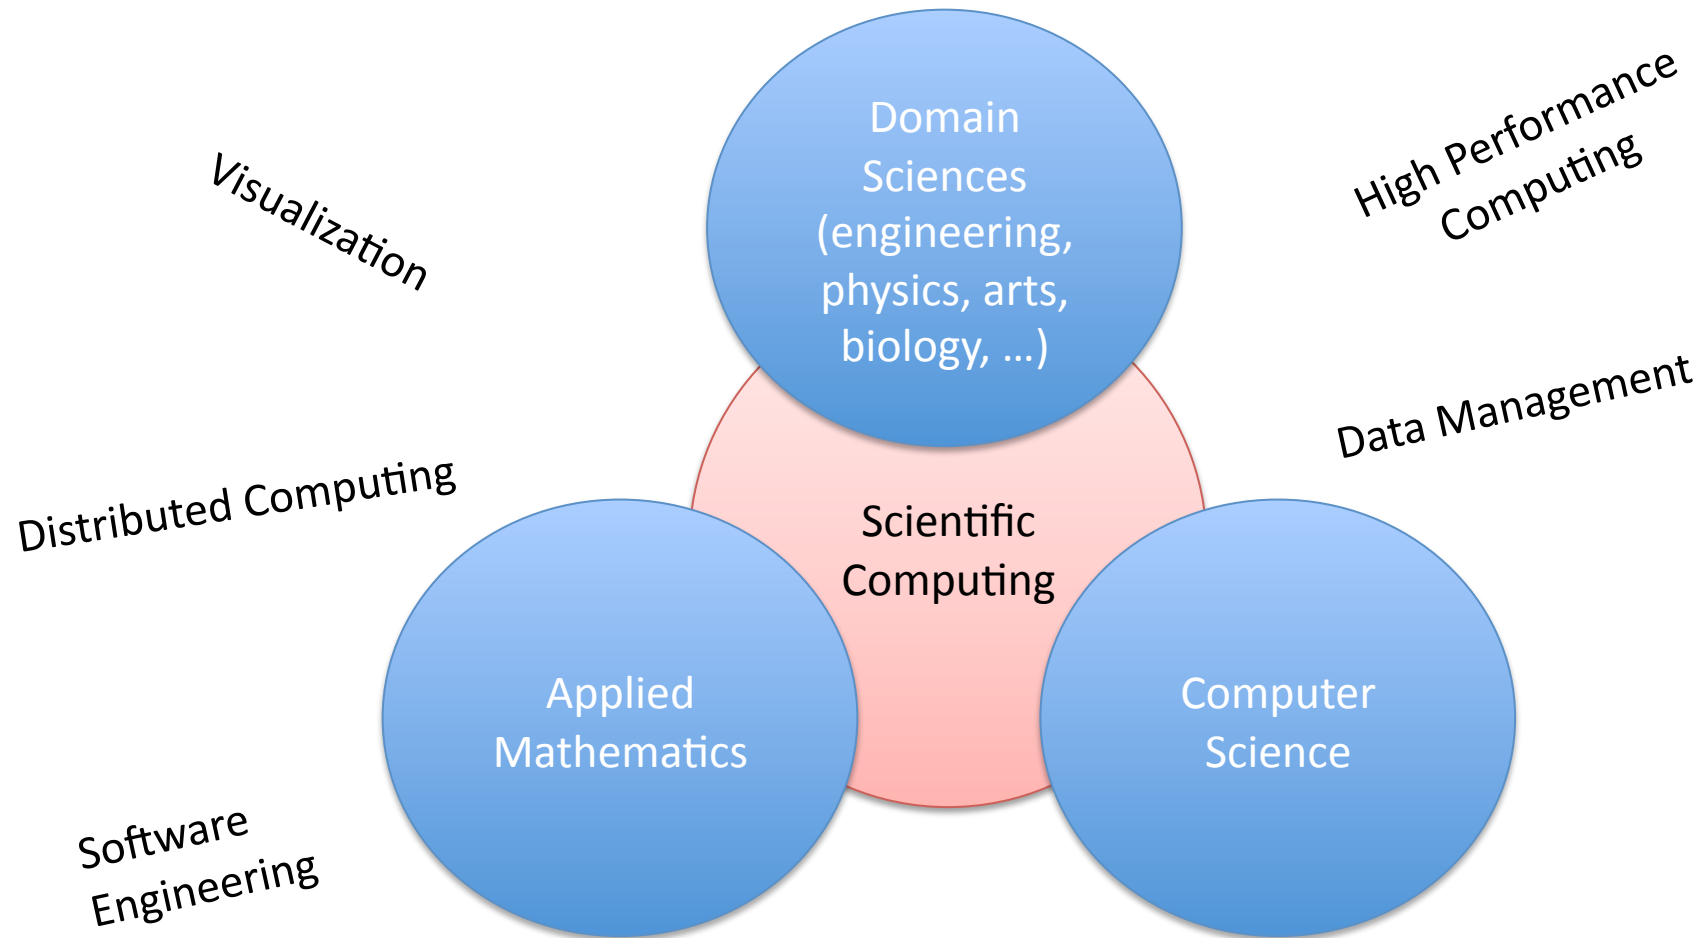 Domain
Sciences
(engineering,
physics, arts,
biology, …)
High Performance
Computing
Visualization
Data Management
Distributed Computing
Scientific
Computing
Applied
Mathematics
Computer
Science
Software
Engineering